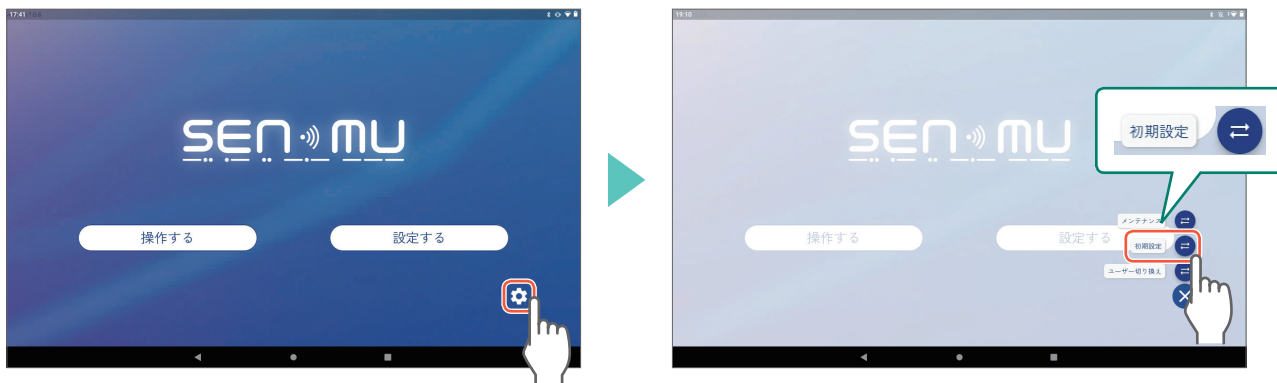 17:41
SEN MU
操作する
設定する
19:10
SEN MU
初期設定
操作する
設定する
メンテナンス
初期設定
ユーザー切り換え